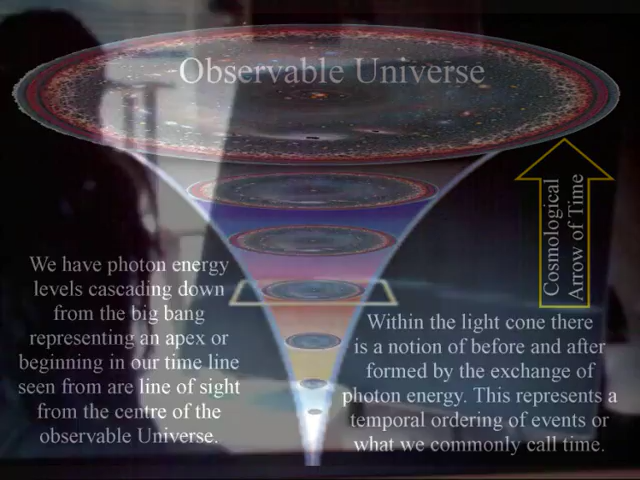 Observable Universe
Cosmological
Arrow of Time
We have photon energy
levels cascading down
from the big bang
representing an apex or
beginning in our time line
seen from are line of sight
from the centre of the
observable Universe.
Within the light cone there
is a notion of before and after
formed by the exchange of
photon energy. This represents a
temporal ordering of events or
what we commonly call time.